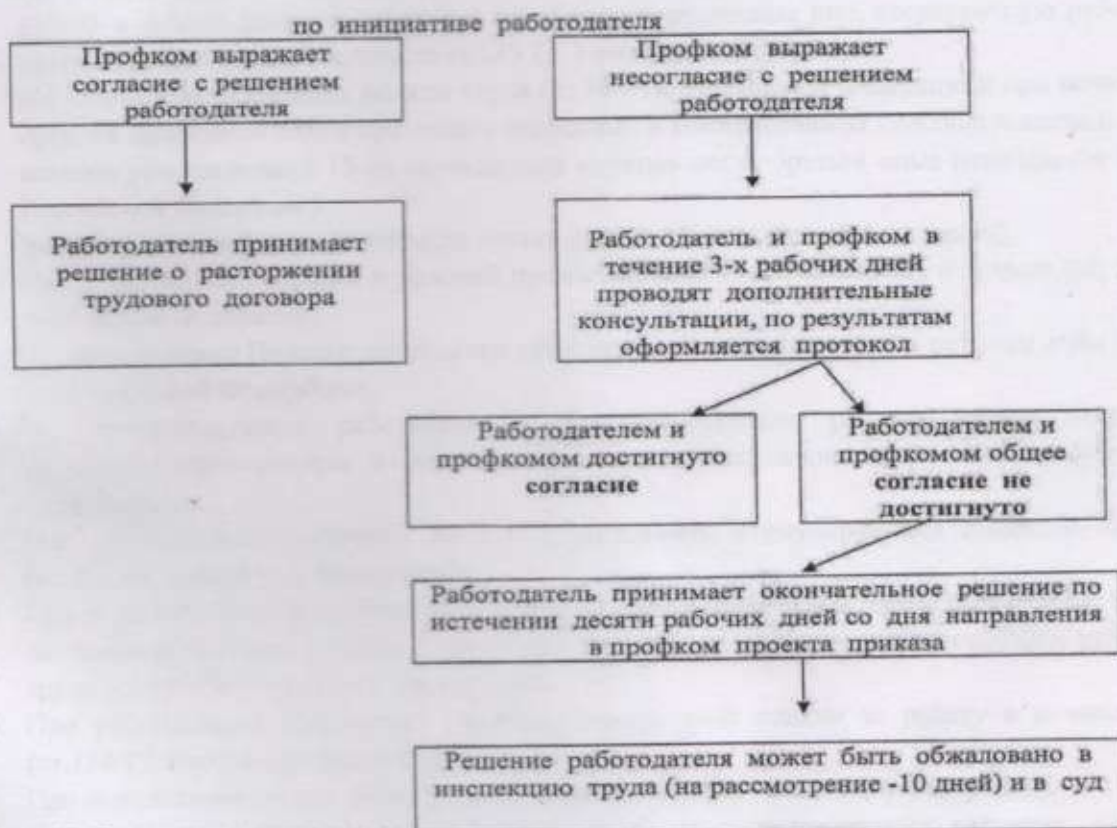 по инициативе работодателя
Профком выражает
согласие с решением
работодателя
Профком выражает
несогласие с решением
работодателя
Работодатель принимает
решение о расторжении
трудового договора
Работодатель и профком в
течение 3-х рабочих дней
проводят дополнительные
консультации, по результатам
оформляется протокол
Работодателем и
профкомом достигнуто
согласие
Работодателем и
профкомом общее
согласие не
достигнуто
Работодатель принимает окончательное решение по
истечении десяти рабочих дней со дня направления
в профком проекта приказа
Решение работодателя может быть обжаловано в
инспекцию труда (на рассмотрение -10 дней) и в суд